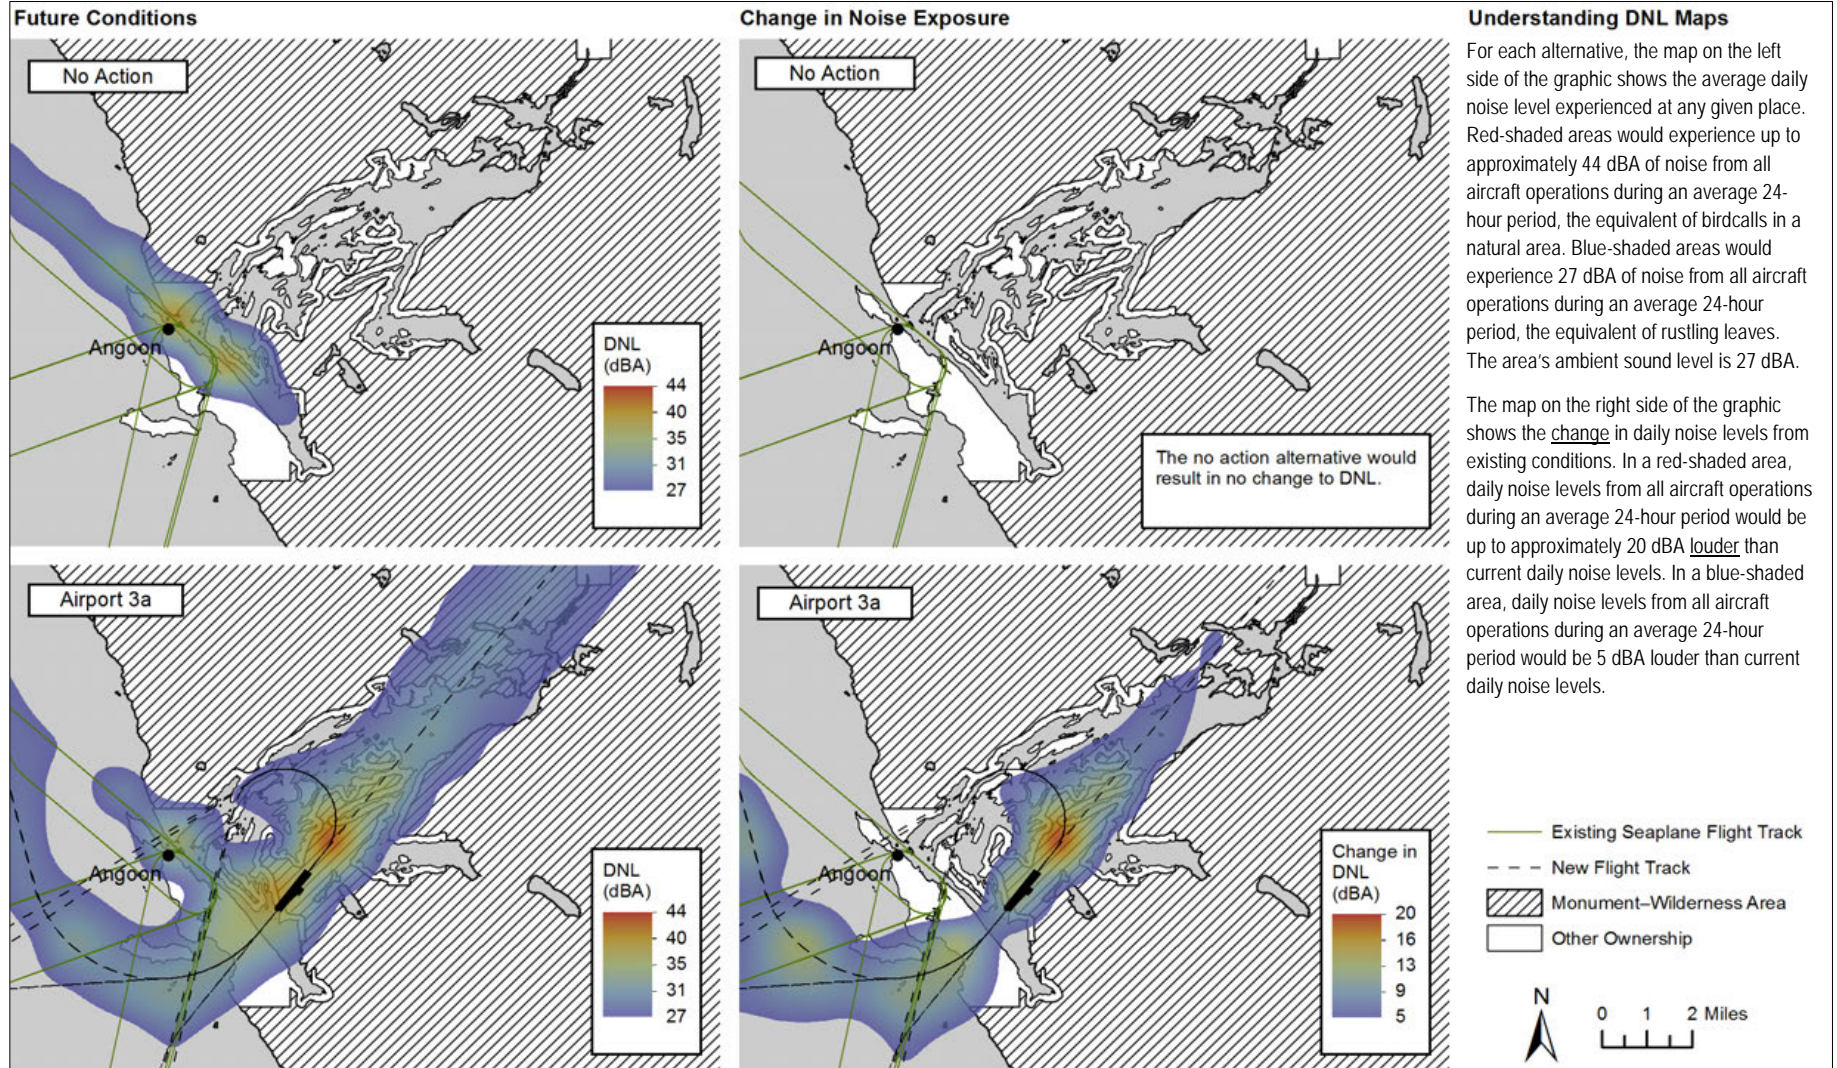 Future Conditions
No Action
Angoon
DNL
(dBA)
44
40
35
31
27
Change in Noise Exposure
No Action
Angoon
The no action alternative would
result in no change to DNL.
Airport 3a
Angoon
DNL
(dBA)
44
40
35
31
27
Airport 3a
Angoon
Change in
DNL
(dBA)
20
16
13
9
5
Understanding DNL Maps
For each alternative, the map on the left
side of the graphic shows the average daily
noise level experienced at any given place.
Red-shaded areas would experience up to
approximately 44 dBA of noise from all
aircraft operations during an average 24-
hour period, the equivalent of birdcalls in a
natural area. Blue-shaded areas would
experience 27 dBA of noise from all aircraft
operations during an average 24-hour
period, the equivalent of rustling leaves.
The area's ambient sound level is 27 dBA.
The map on the right side of the graphic
shows the change in daily noise levels from
existing conditions. In a red-shaded area,
daily noise levels from all aircraft operations
during an average 24-hour period would be
up to approximately 20 dBA louder than
current daily noise levels. In a blue-shaded
area, daily noise levels from all aircraft
operations during an average 24-hour
period would be 5 dBA louder than current
daily noise levels.
Existing Seaplane Flight Track
New Flight Track
Monument–Wilderness Area
Other Ownership
N
0 1 2 Miles